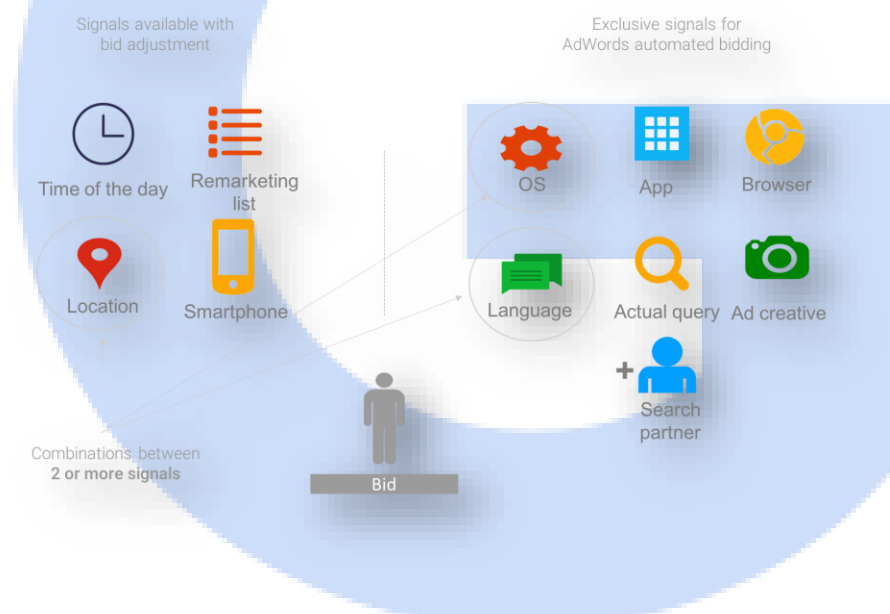 Signals available with
bid adjustment
Exclusive signals for
AdWords automated bidding
Time of the day
Remarketing
list
OS
App
Browser
Location
Smartphone
Language
Actual query
Ad creative
+
Search
partner
Combinations between
2 or more signals
Bid